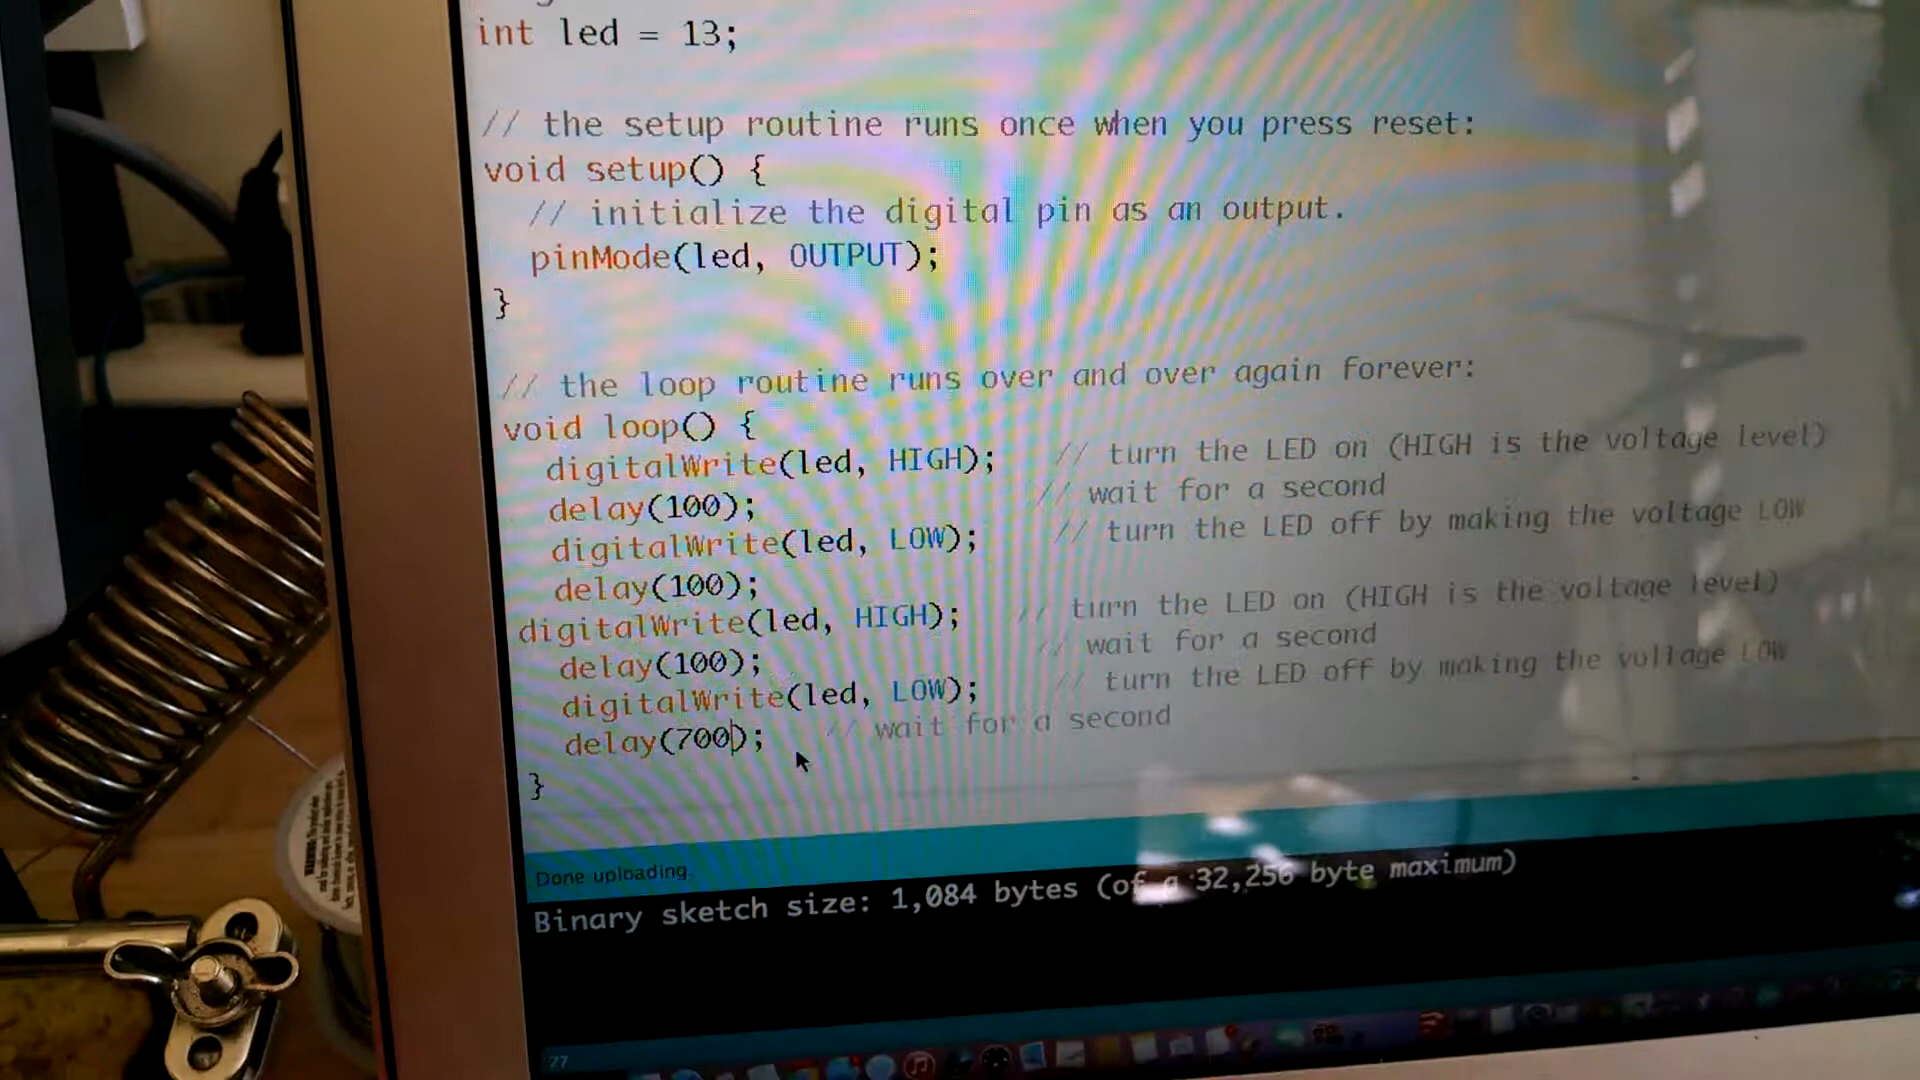 int led = 13;
// the setup routine runs once when you press reset:
void setup() {
// initialize the digital pin as an output.
pinMode(led, OUTPUT);
}
// the loop routine runs over and over again forever:
void loop() {
digitalWrite(led, HIGH); // turn the LED on (HIGH is the voltage level)
delay(100); // wait for a second
digitalWrite(led, LOW); // turn the LED off by making the voltage LOW
delay(100);
digitalWrite(led, HIGH); // turn the LED on (HIGH is the voltage level)
delay(100); // wait for a second
digitalWrite(led, LOW); // turn the LED off by making the voltage LOW
delay(700); // wait for a second
}
Done uploading.
Binary sketch size: 1,084 bytes (of a 32,256 byte maximum)
27